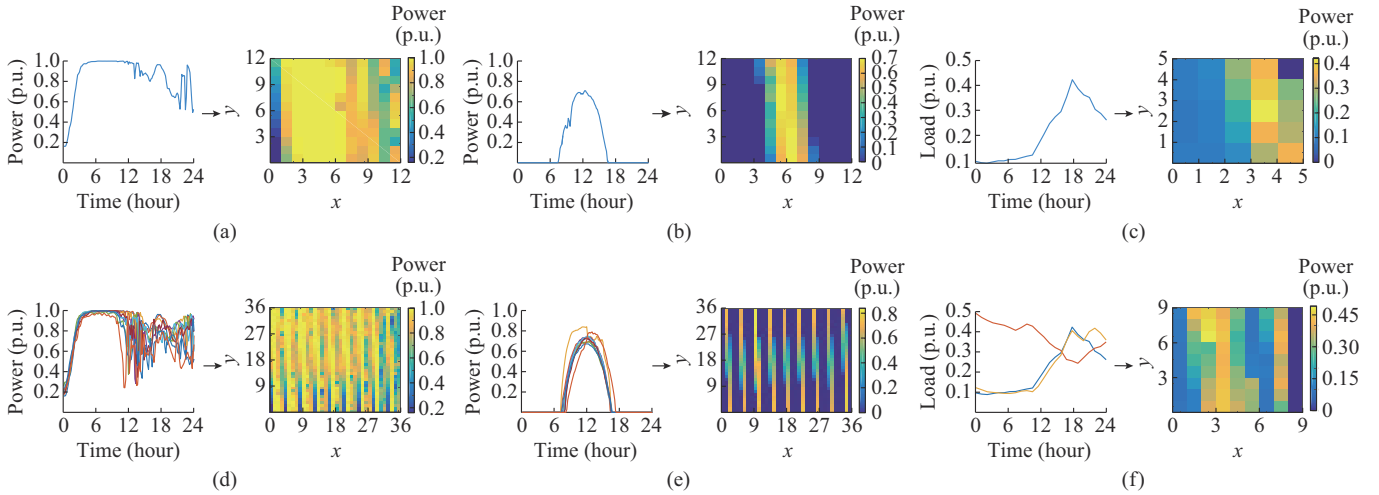 Power
(p.u.)
1.0
0.8
0.6
0.4
0.2
Power (p.u.)
0 6 12 18 24
Time (hour)
12
9
6
3
y
0 3 6 9 12
x
1.0
0.8
0.6
0.4
0.2
(a)
Power
(p.u.)
1.0
0.8
0.6
0.4
0.2
Power (p.u.)
0 6 12 18 24
Time (hour)
12
9
6
3
y
0 3 6 9 12
x
0.7
0.6
0.5
0.4
0.3
0.2
0.1
0
(b)
Power
(p.u.)
0.5
0.4
0.3
0.2
0.1
Load (p.u.)
0 6 12 18 24
Time (hour)
5
4
3
2
1
y
0 1 2 3 4 5
x
0.4
0.3
0.2
0.1
0
(c)
Power
(p.u.)
1.0
0.8
0.6
0.4
0.2
Power (p.u.)
0 6 12 18 24
Time (hour)
36
27
18
9
y
0 9 18 27 36
x
1.0
0.8
0.6
0.4
0.2
(d)
Power
(p.u.)
1.0
0.8
0.6
0.4
0.2
Power (p.u.)
0 6 12 18 24
Time (hour)
36
27
18
9
y
0 9 18 27 36
x
0.8
0.6
0.4
0.2
0
(e)
Power
(p.u.)
0.5
0.4
0.3
0.2
0.1
Load (p.u.)
0 6 12 18 24
Time (hour)
9
6
3
y
0 3 6 9
x
0.45
0.30
0.15
0
(f)